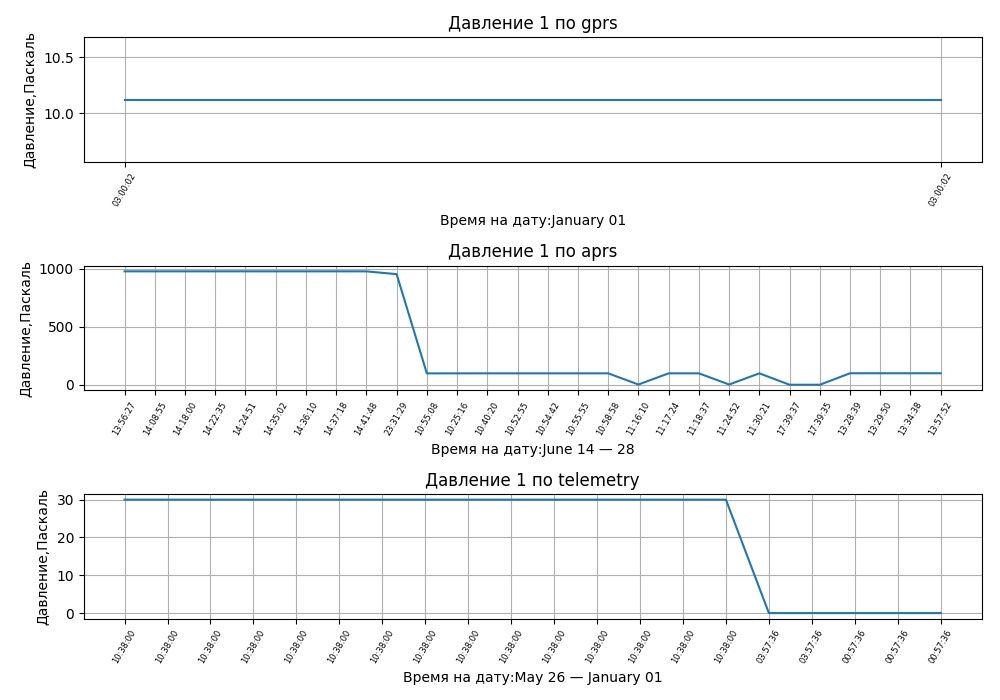 Давление 1 по gprs
Давление,Паскаль
10.5
10.0
03:00:02 03:00:02
Время на дату:January 01
Давление 1 по aprs
Давление,Паскаль
1000
500
0
13:56:27 14:08:55 14:18:00 14:22:35 14:24:51 14:35:02 14:36:10 14:37:18 14:41:48 23:31:29 10:55:08 10:25:16 10:40:20 10:52:55 10:54:42 10:55:55 10:58:58 11:16:10 11:17:24 11:18:37 11:24:52 11:30:21 17:39:37 17:39:35 13:28:39 13:29:50 13:34:38 13:57:52
Время на дату:June 14 — 28
Давление 1 по telemetry
Давление,Паскаль
30
20
10
0
10:38:00 10:38:00 10:38:00 10:38:00 10:38:00 10:38:00 10:38:00 10:38:00 10:38:00 10:38:00 10:38:00 10:38:00 10:38:00 10:38:00 10:38:00 03:57:36 03:57:36 00:57:36 00:57:36 00:57:36
Время на дату:May 26 — January 01